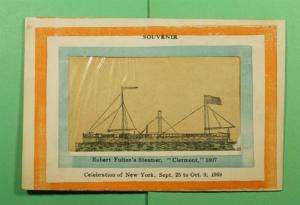 SOUVENIR
Robert Fulton's Steamer, "Clermont," 1807
Celebration of New York, Sept. 25 to Oct. 9, 1909